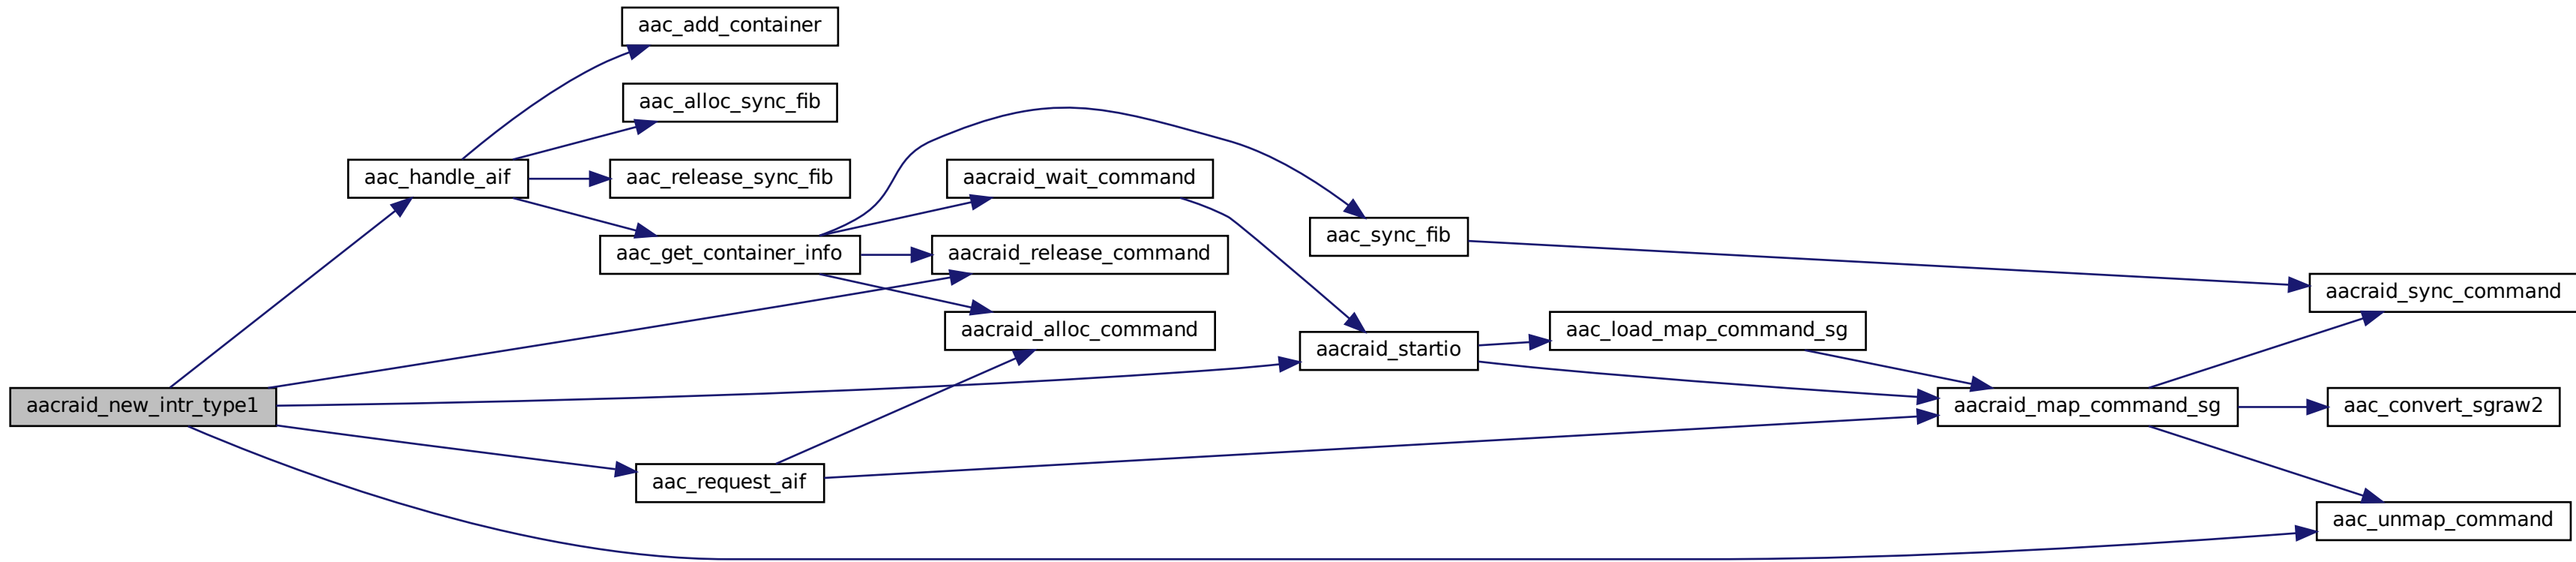 aac_add_container
aac_alloc_sync_fib
aac_handle_aif
aac_release_sync_fib
aacraid_wait_command
aac_sync_fib
aac_get_container_info
aacraid_release_command
aacraid_sync_command
aacraid_alloc_command
aac_load_map_command_sg
aacraid_startio
aacraid_new_intr_type1
aacraid_map_command_sg
aac_convert_sgraw2
aac_request_aif
aac_unmap_command